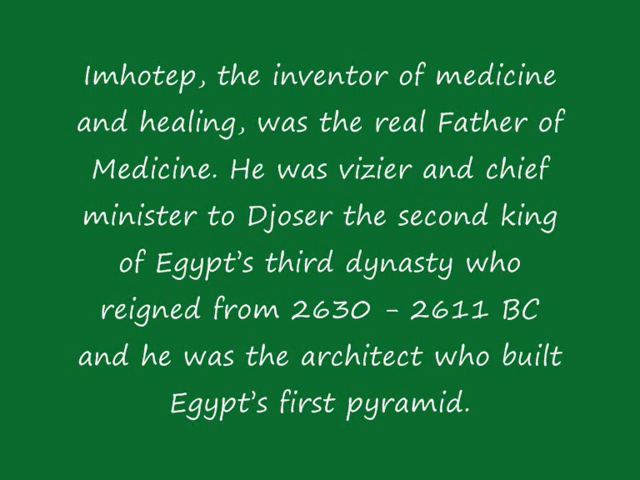 Imhotep, the inventor of medicine
and healing, was the real Father of
Medicine. He was vizier and chief
minister to Djoser the second king
of Egypt's third dynasty who
reigned from 2630 - 2611 BC
and he was the architect who built
Egypt's first pyramid.